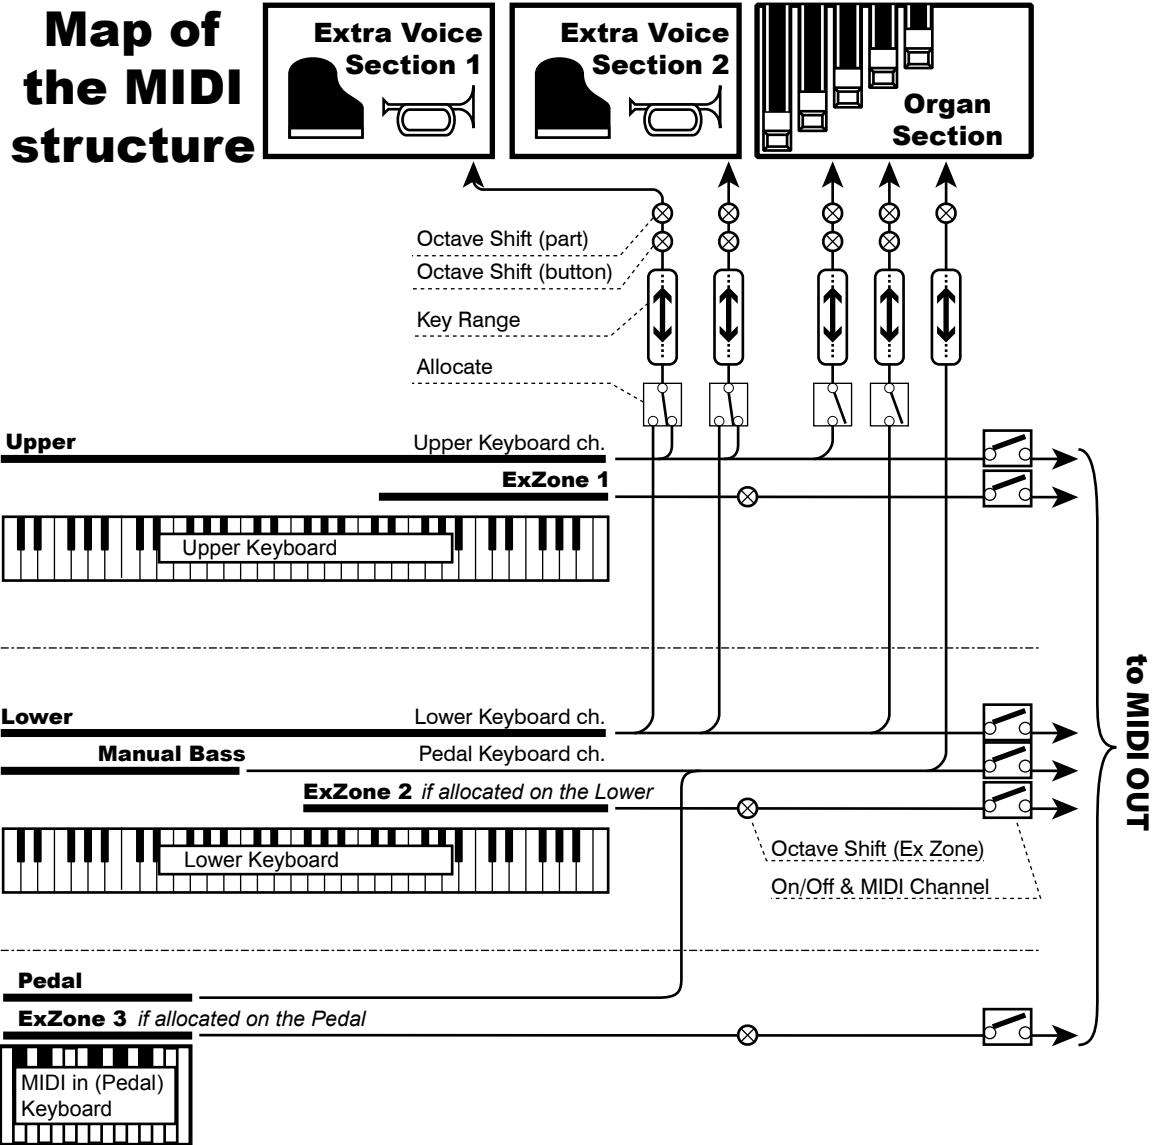 Map of
the MIDI
structure
Extra Voice
Section 1
Extra Voice
Section 2
Organ
Section
Octave Shift (part)
Octave Shift (button)
Key Range
Allocate
Upper
Upper Keyboard ch.
ExZone 1
Upper Keyboard
Lower
Lower Keyboard ch.
Manual Bass
Pedal Keyboard ch.
ExZone 2 if allocated on the Lower
Lower Keyboard
Octave Shift (Ex Zone)
On/Off & MIDI Channel
to MIDI OUT
Pedal
ExZone 3 if allocated on the Pedal
MIDI in (Pedal)
Keyboard